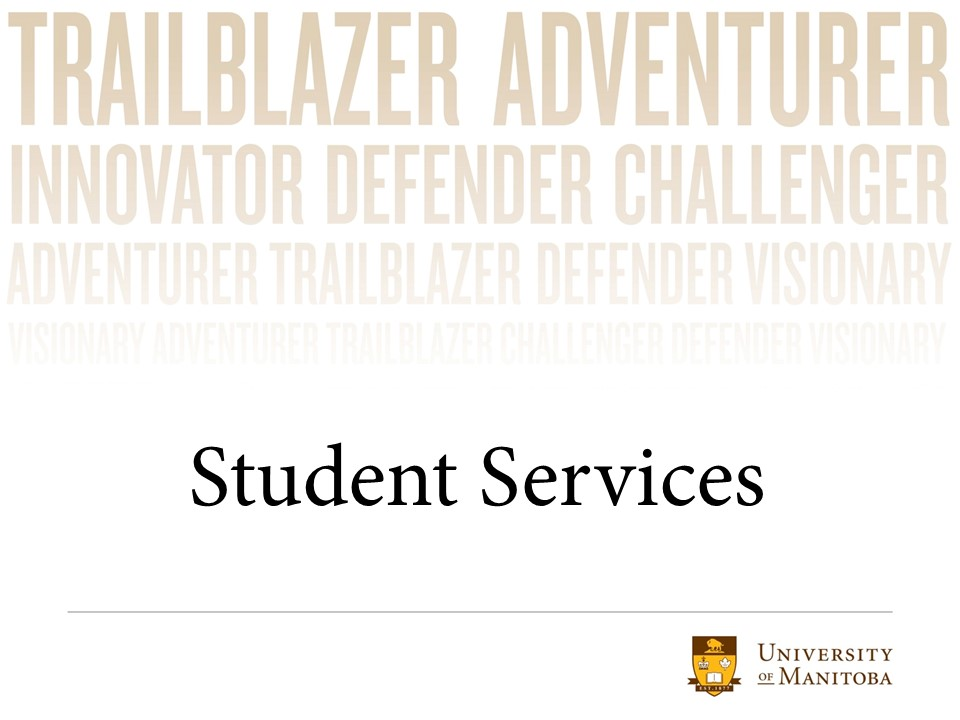 TRAILBLAZER ADVENTURER
INNOVATOR DEFENDER CHALLENGER
ADVENTURER TRAILBLAZER DEFENDER VISIONARY
VISIONARY ADVENTURER TRAILBLAZER CHALLENGER DEFENDER VISIONARY
Student Services
EST. 1877
UNIVERSITY
OF MANITOBA